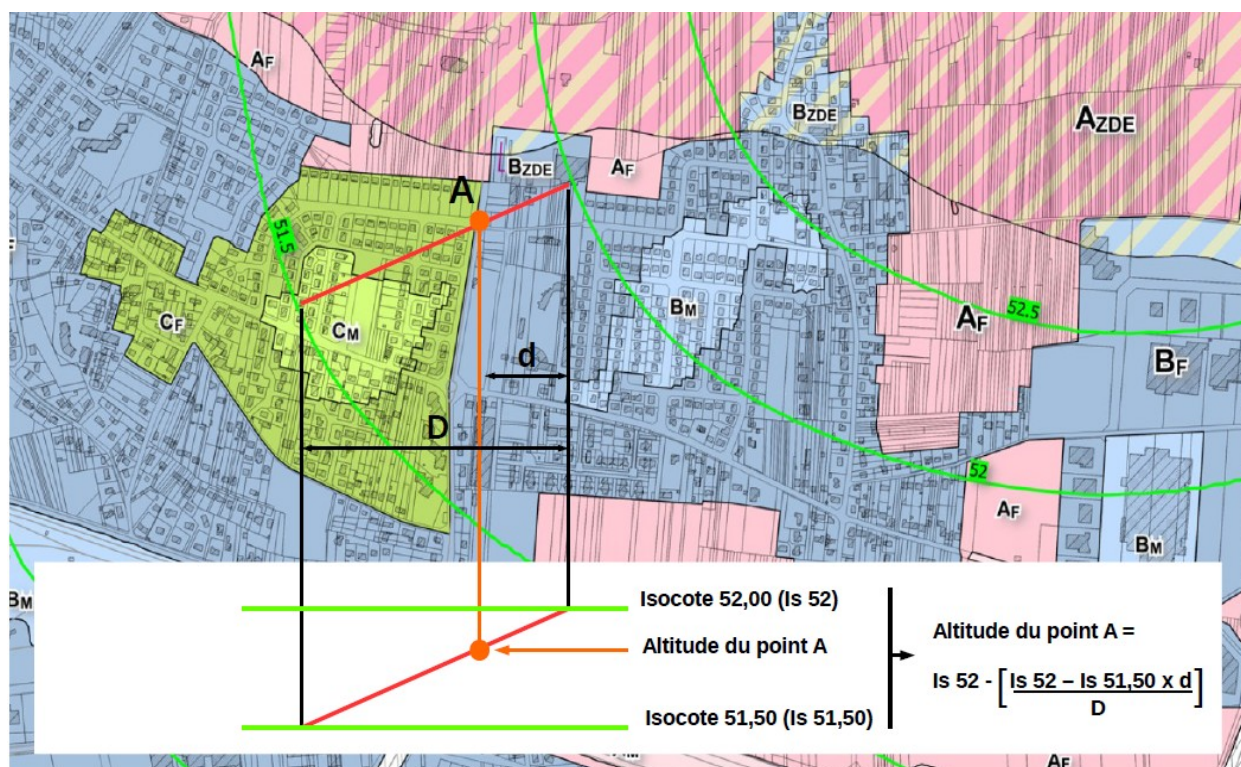 AF
BZDE
AZDE
BZDE
AF
A
51.5
CF
CM
BM
AF
52.5
BF
d
D
52
AF
BM
BM
Isocote 52,00 (Is 52)
Altitude du point A
Isocote 51,50 (Is 51,50)
Altitude du point A =
Is 52 - [ Is 52 – Is 51,50 x d ]
D
AF